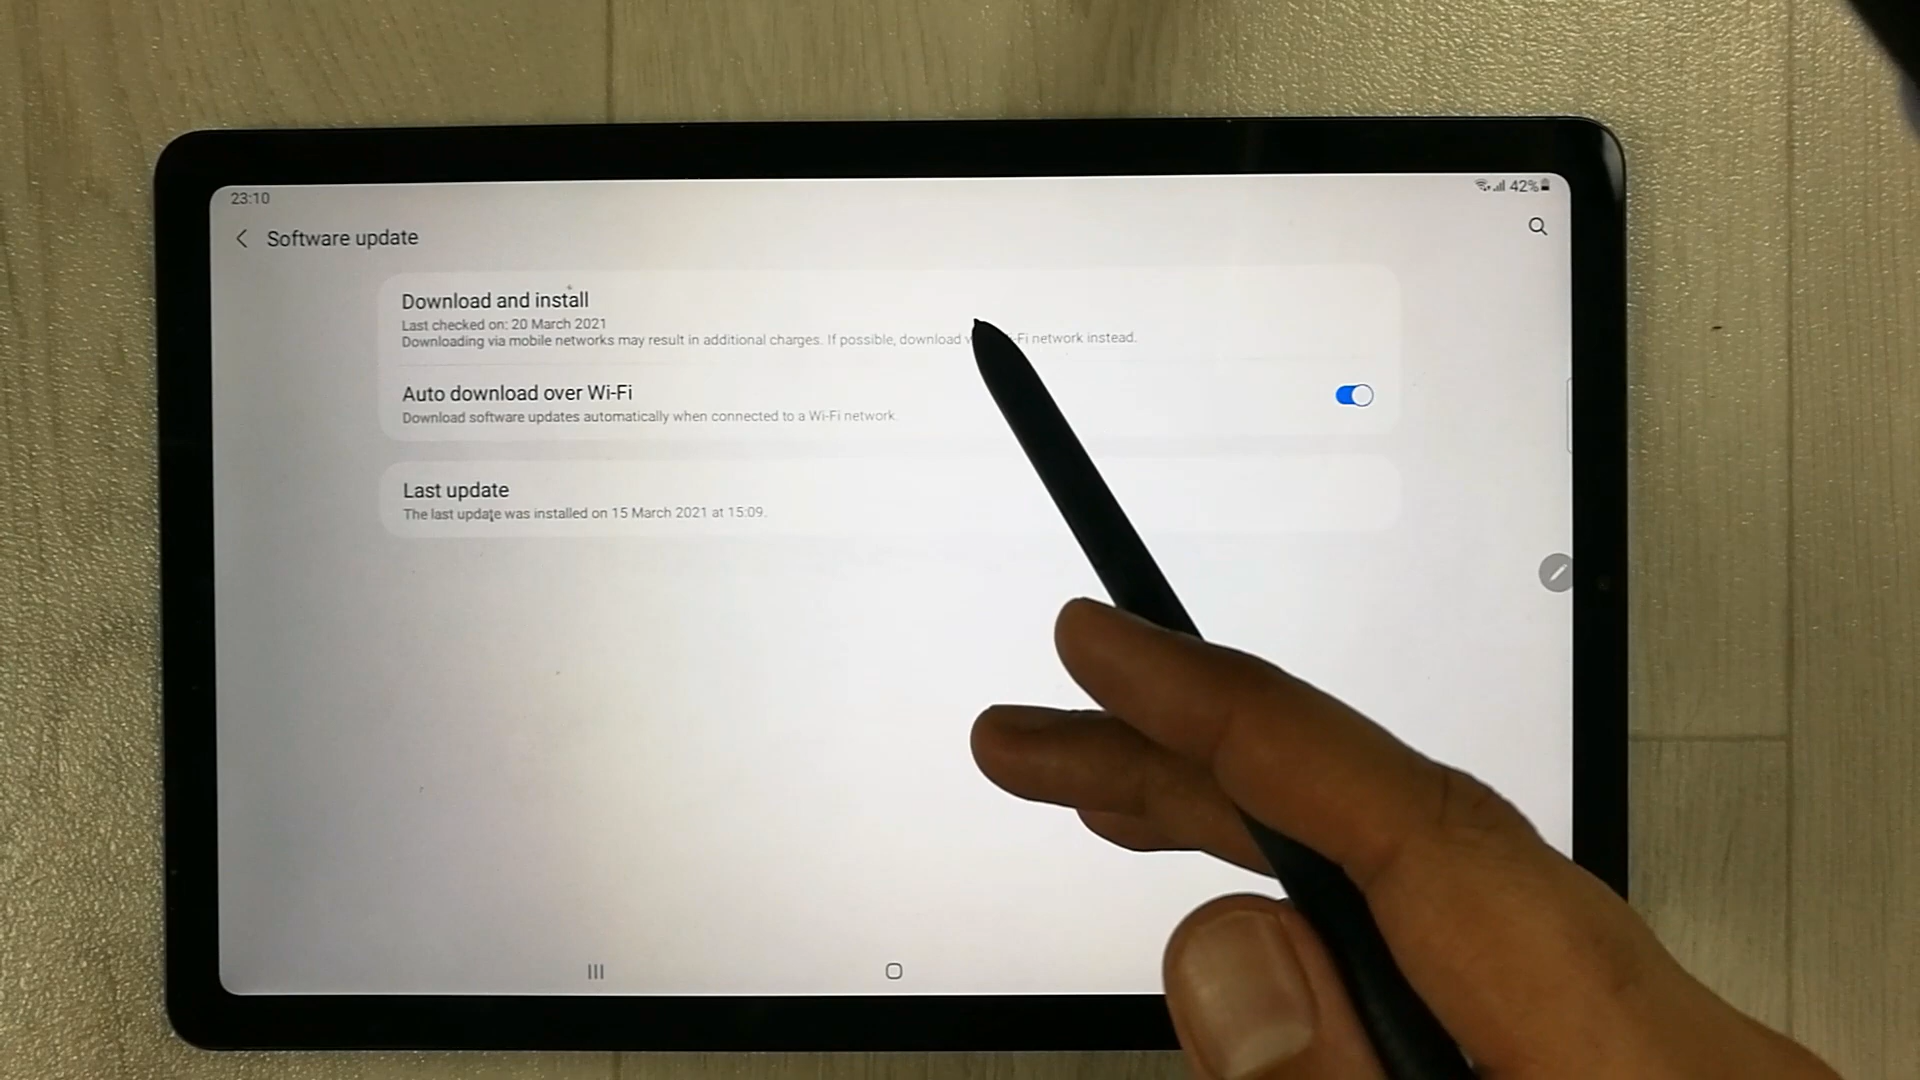 23:10
42%
Software update
Download and install
Last checked on: 20 March 2021
Downloading via mobile networks may result in additional charges. If possible, download -Fi network instead.
Auto download over Wi-Fi
Download software updates automatically when connected to a Wi-Fi network.
Last update
The last update was installed on 15 March 2021 at 15:09.